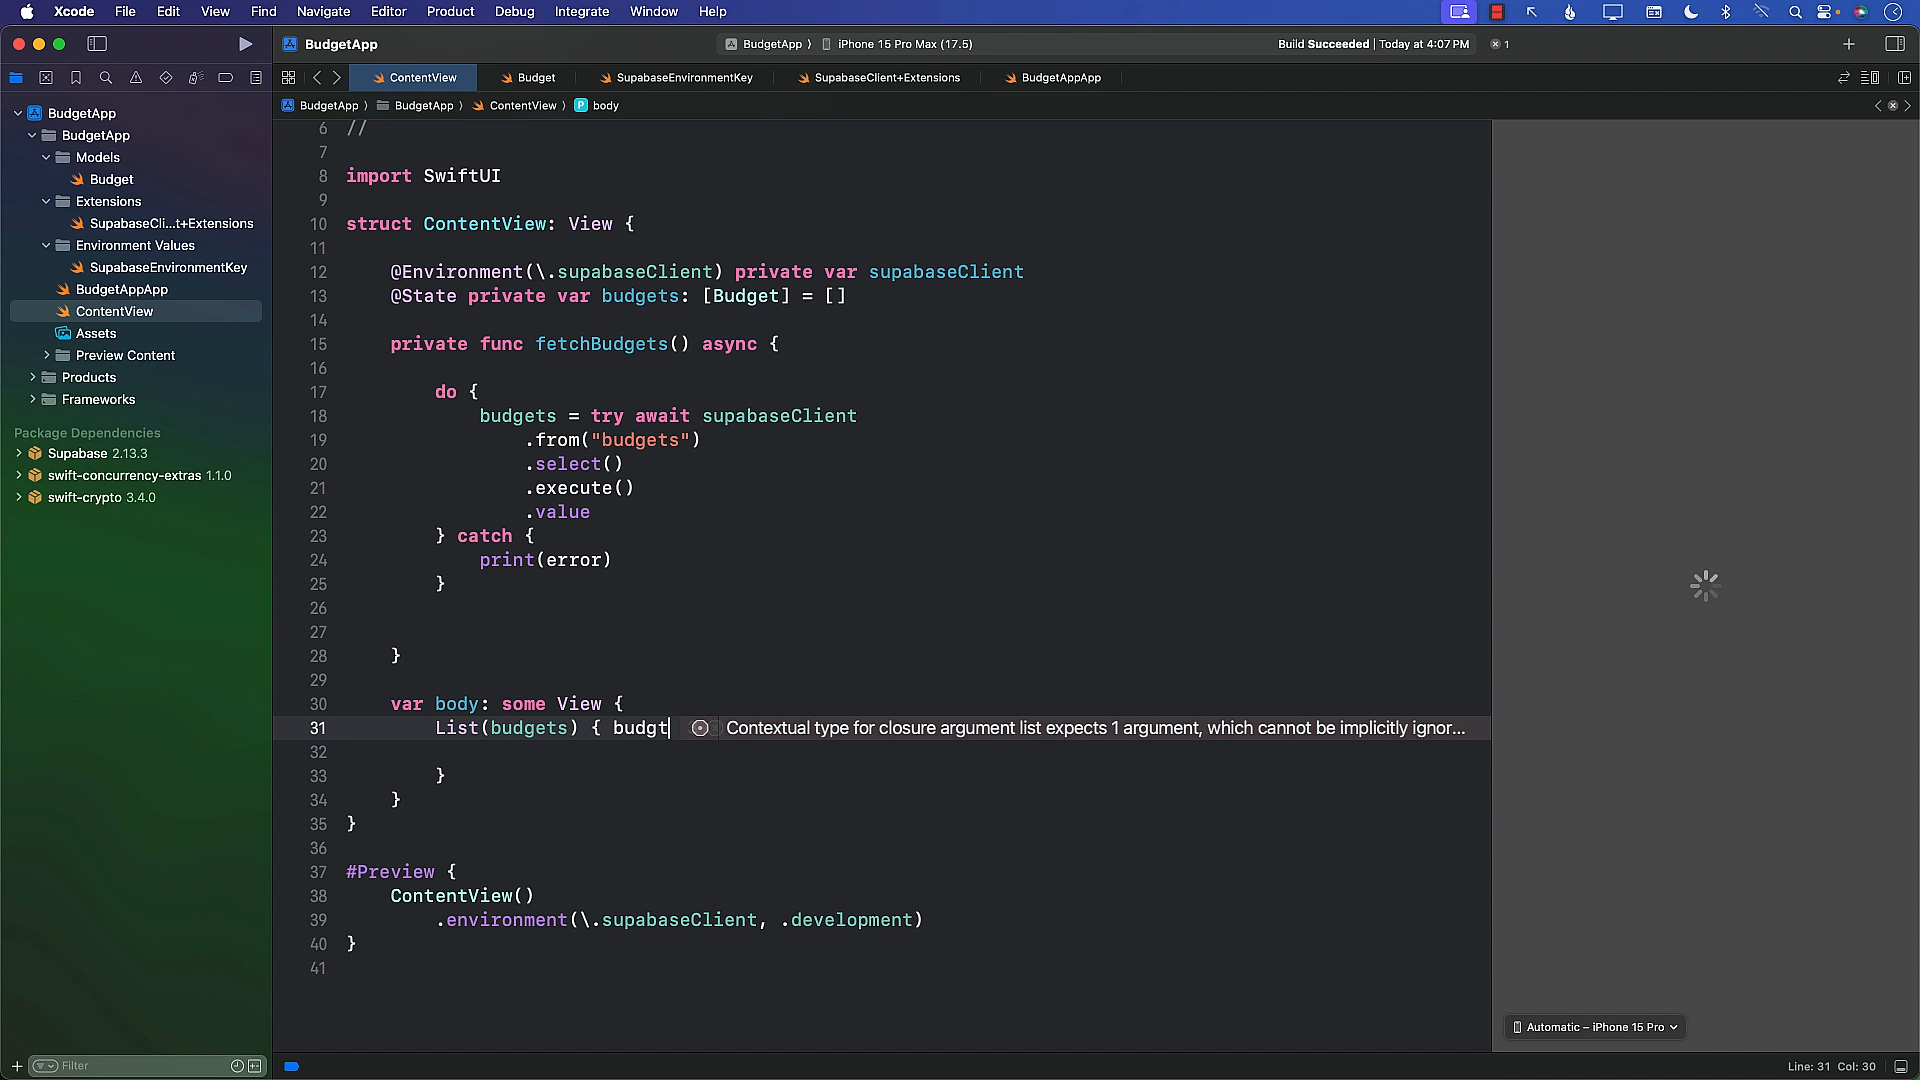 Xcode File Edit View Find Navigate Editor Product Debug Integrate Window Help
BudgetApp
BudgetApp 〉 iPhone 15 Pro Max (17.5)
Build Succeeded | Today at 4:07 PM
1
ContentView
Budget
SupabaseEnvironmentKey
SupabaseClient+Extensions
BudgetAppApp
BudgetApp 〉 BudgetApp 〉 ContentView 〉 P body
BudgetApp
BudgetApp
Models
Budget
Extensions
SupabaseCli...t+Extensions
Environment Values
SupabaseEnvironmentKey
BudgetAppApp
ContentView
Assets
Preview Content
Products
Frameworks
Package Dependencies
Supabase 2.13.3
swift-concurrency-extras 1.1.0
swift-crypto 3.4.0
Filter
6 //
7
8 import SwiftUI
9
10 struct ContentView: View {
11
12 @Environment(\.supabaseClient) private var supabaseClient
13 @State private var budgets: [Budget] = []
14
15 private func fetchBudgets() async {
16
17 do {
18 budgets = try await supabaseClient
19 .from("budgets")
20 .select()
21 .execute()
22 .value
23 } catch {
24 print(error)
25 }
26
27
28 }
29
30 var body: some View {
31 List(budgets) { budgt Contextual type for closure argument list expects 1 argument, which cannot be implicitly ignor...
32
33 }
34 }
35 }
36
37 #Preview {
38 ContentView()
39 .environment(\.supabaseClient, .development)
40 }
41
Automatic – iPhone 15 Pro
Line: 31 Col: 30